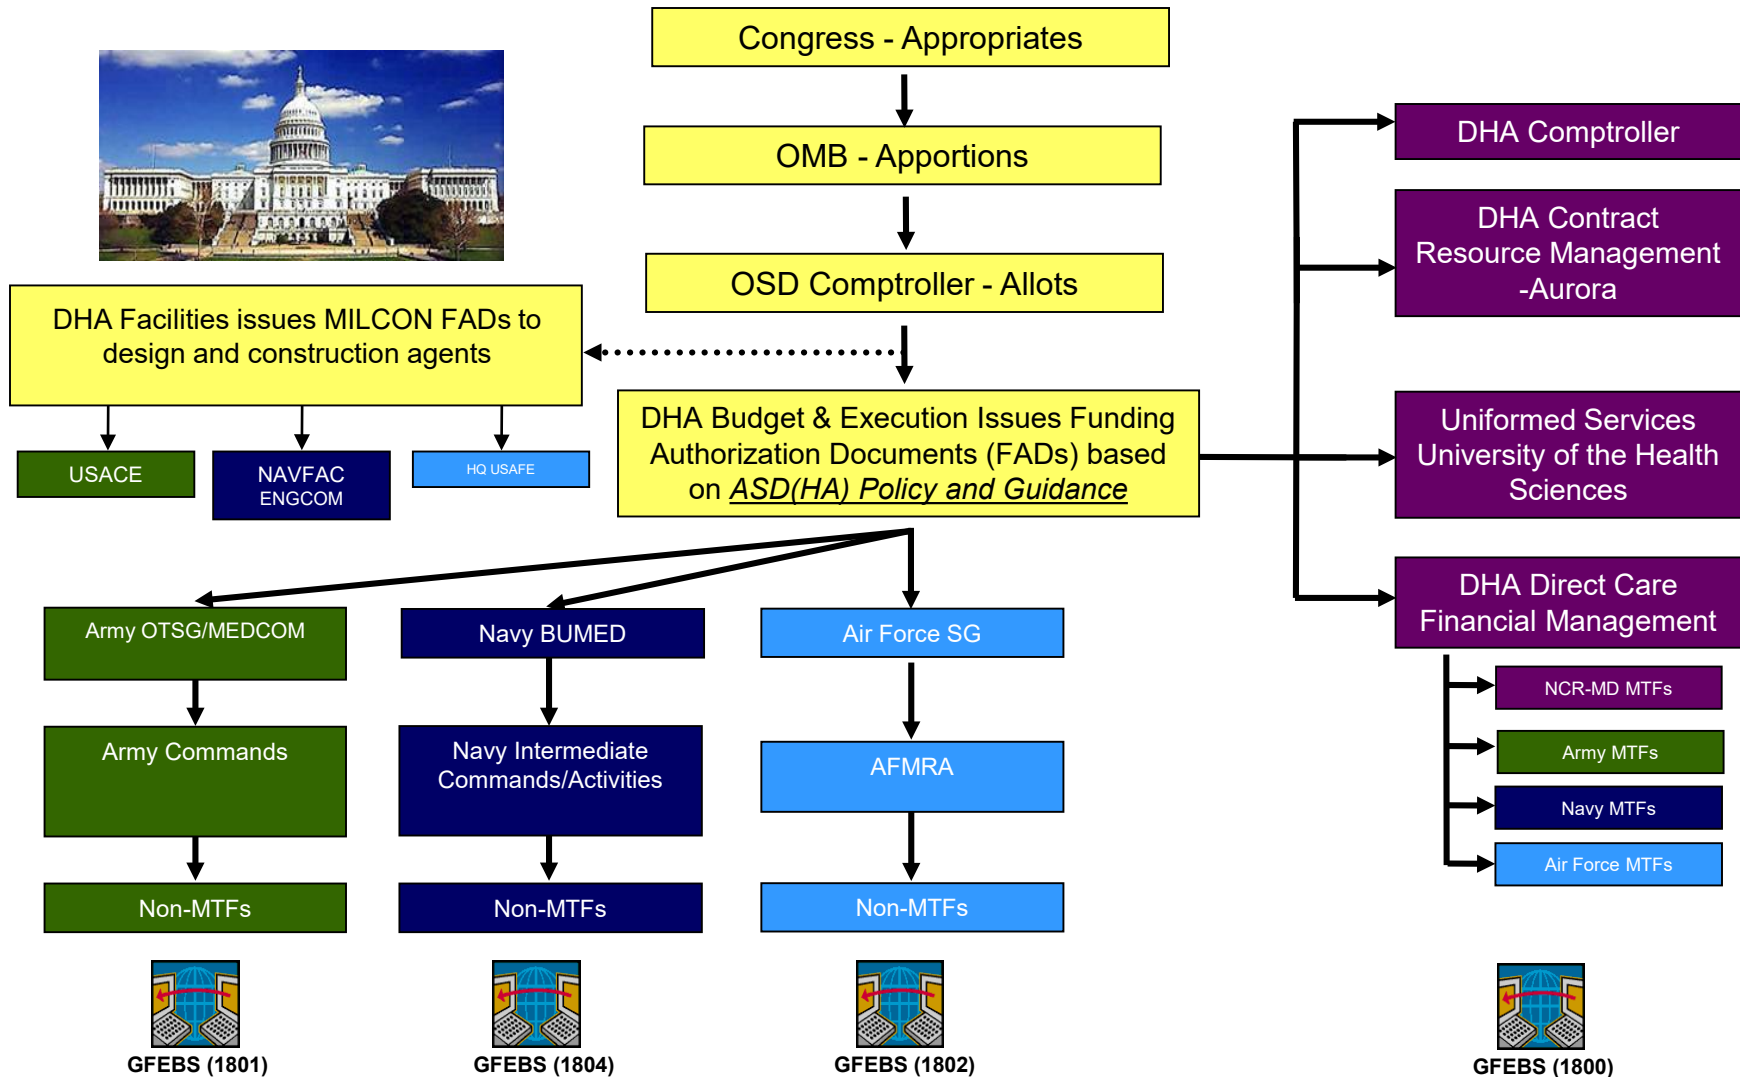 Congress - Appropriates
OMB - Apportions
OSD Comptroller - Allots
DHA Facilities issues MILCON FADs to
design and construction agents
USACE
NAVFAC
ENGCOM
HQ USAFE
DHA Budget & Execution Issues Funding
Authorization Documents (FADs) based
on ASD(HA) Policy and Guidance
DHA Comptroller
DHA Contract
Resource Management
-Aurora
Uniformed Services
University of the Health
Sciences
DHA Direct Care
Financial Management
NCR-MD MTFs
Army MTFs
Navy MTFs
Air Force MTFs
Army OTSG/MEDCOM
Navy BUMED
Air Force SG
Army Commands
Navy Intermediate
Commands/Activities
AFMRA
Non-MTFs
Non-MTFs
Non-MTFs
GFEBS (1801)
GFEBS (1804)
GFEBS (1802)
GFEBS (1800)